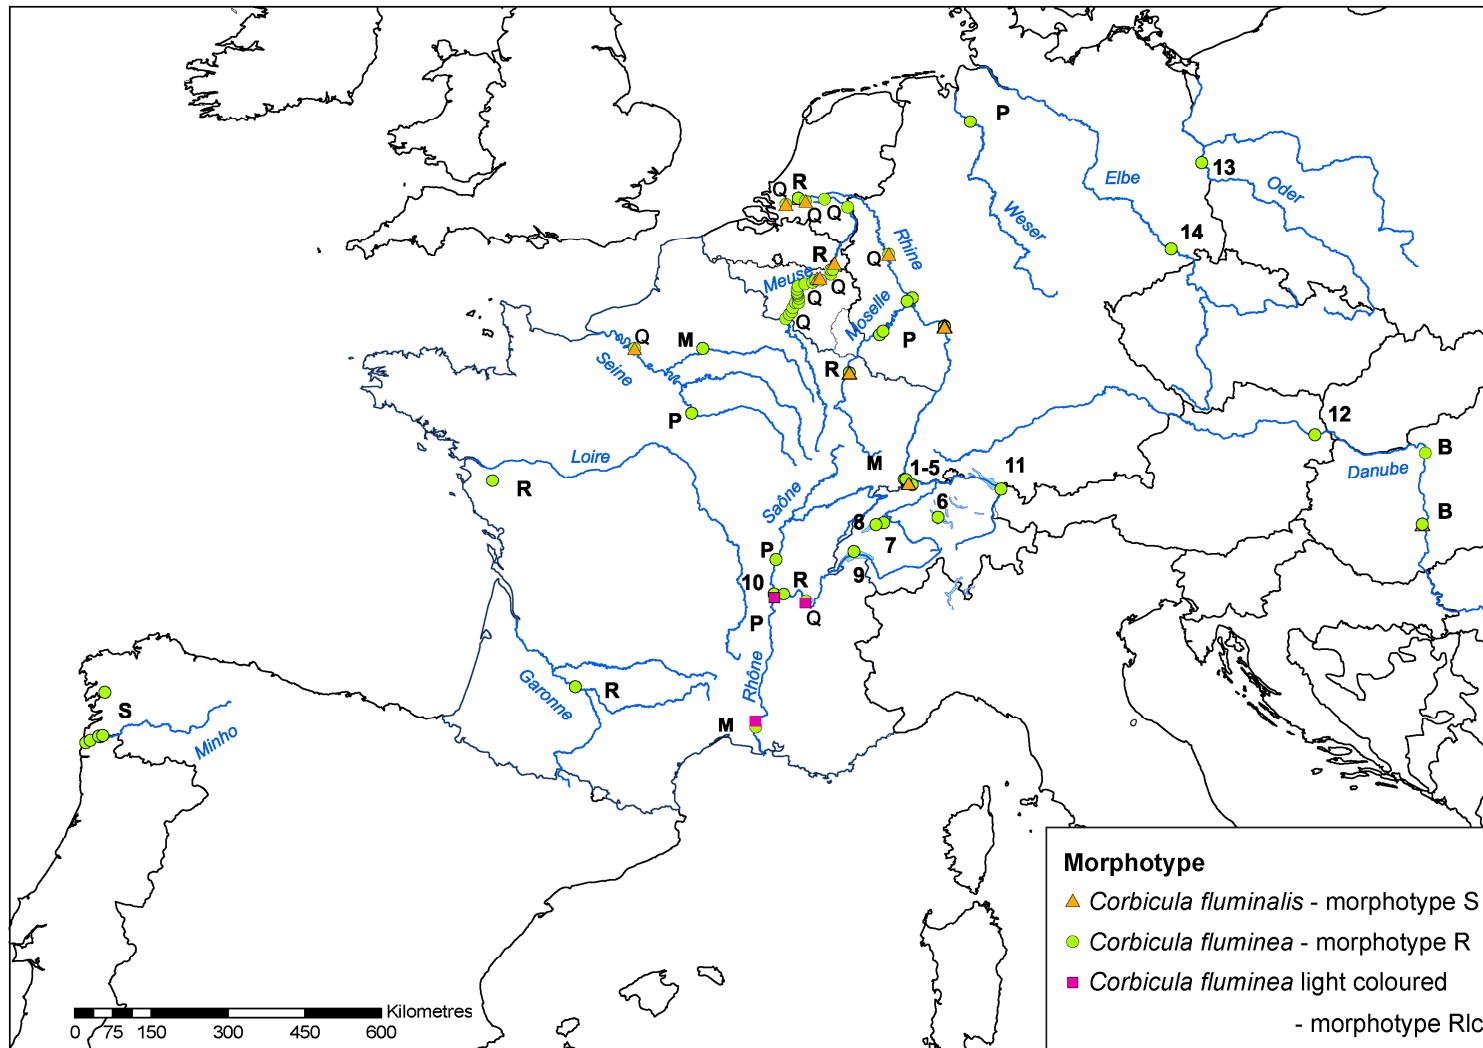 P
13
Elbe
Oder
Q
R
Q
Q
Weser
14
Rhine
R
Q
Meuse
Q
Q
Moselle
Q
Q
M
P
Seine
R
P
12
B
Danube
Loire
M
1-5
11
R
Saône
6
B
8
7
P
9
10
R
P
Q
Rhône
Garonne
R
S
Minho
M
Morphotype
Corbicula fluminalis - morphotype S
Corbicula fluminea - morphotype R
Corbicula fluminea light coloured
- morphotype Rlc
Kilometres
0 75 150 300 450 600